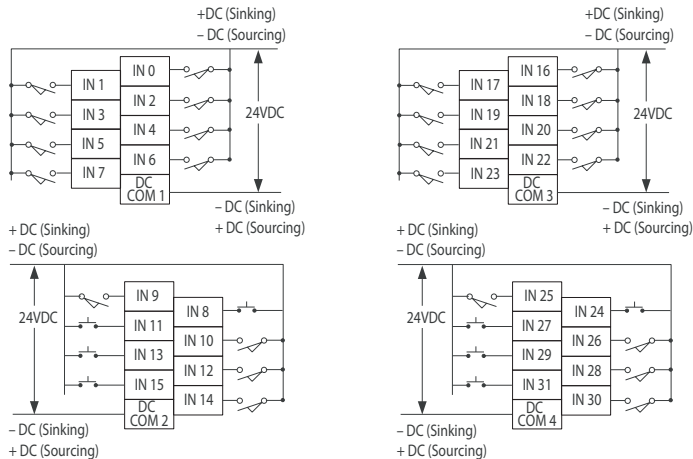 +DC (Sinking)
– DC (Sourcing)
IN 0
IN 1
IN 2
IN 3
IN 4
IN 5
IN 6
IN 7
DC
COM 1
24VDC
– DC (Sinking)
+ DC (Sourcing)
+DC (Sinking)
– DC (Sourcing)
IN 16
IN 17
IN 18
IN 19
IN 20
IN 21
IN 22
IN 23
DC
COM 3
24VDC
– DC (Sinking)
+ DC (Sourcing)
+ DC (Sinking)
– DC (Sourcing)
24VDC
IN 9
IN 8
IN 11
IN 10
IN 13
IN 12
IN 15
IN 14
DC
COM 2
– DC (Sinking)
+ DC (Sourcing)
+ DC (Sinking)
– DC (Sourcing)
24VDC
IN 25
IN 24
IN 27
IN 26
IN 29
IN 28
IN 31
IN 30
DC
COM 4
– DC (Sinking)
+ DC (Sourcing)